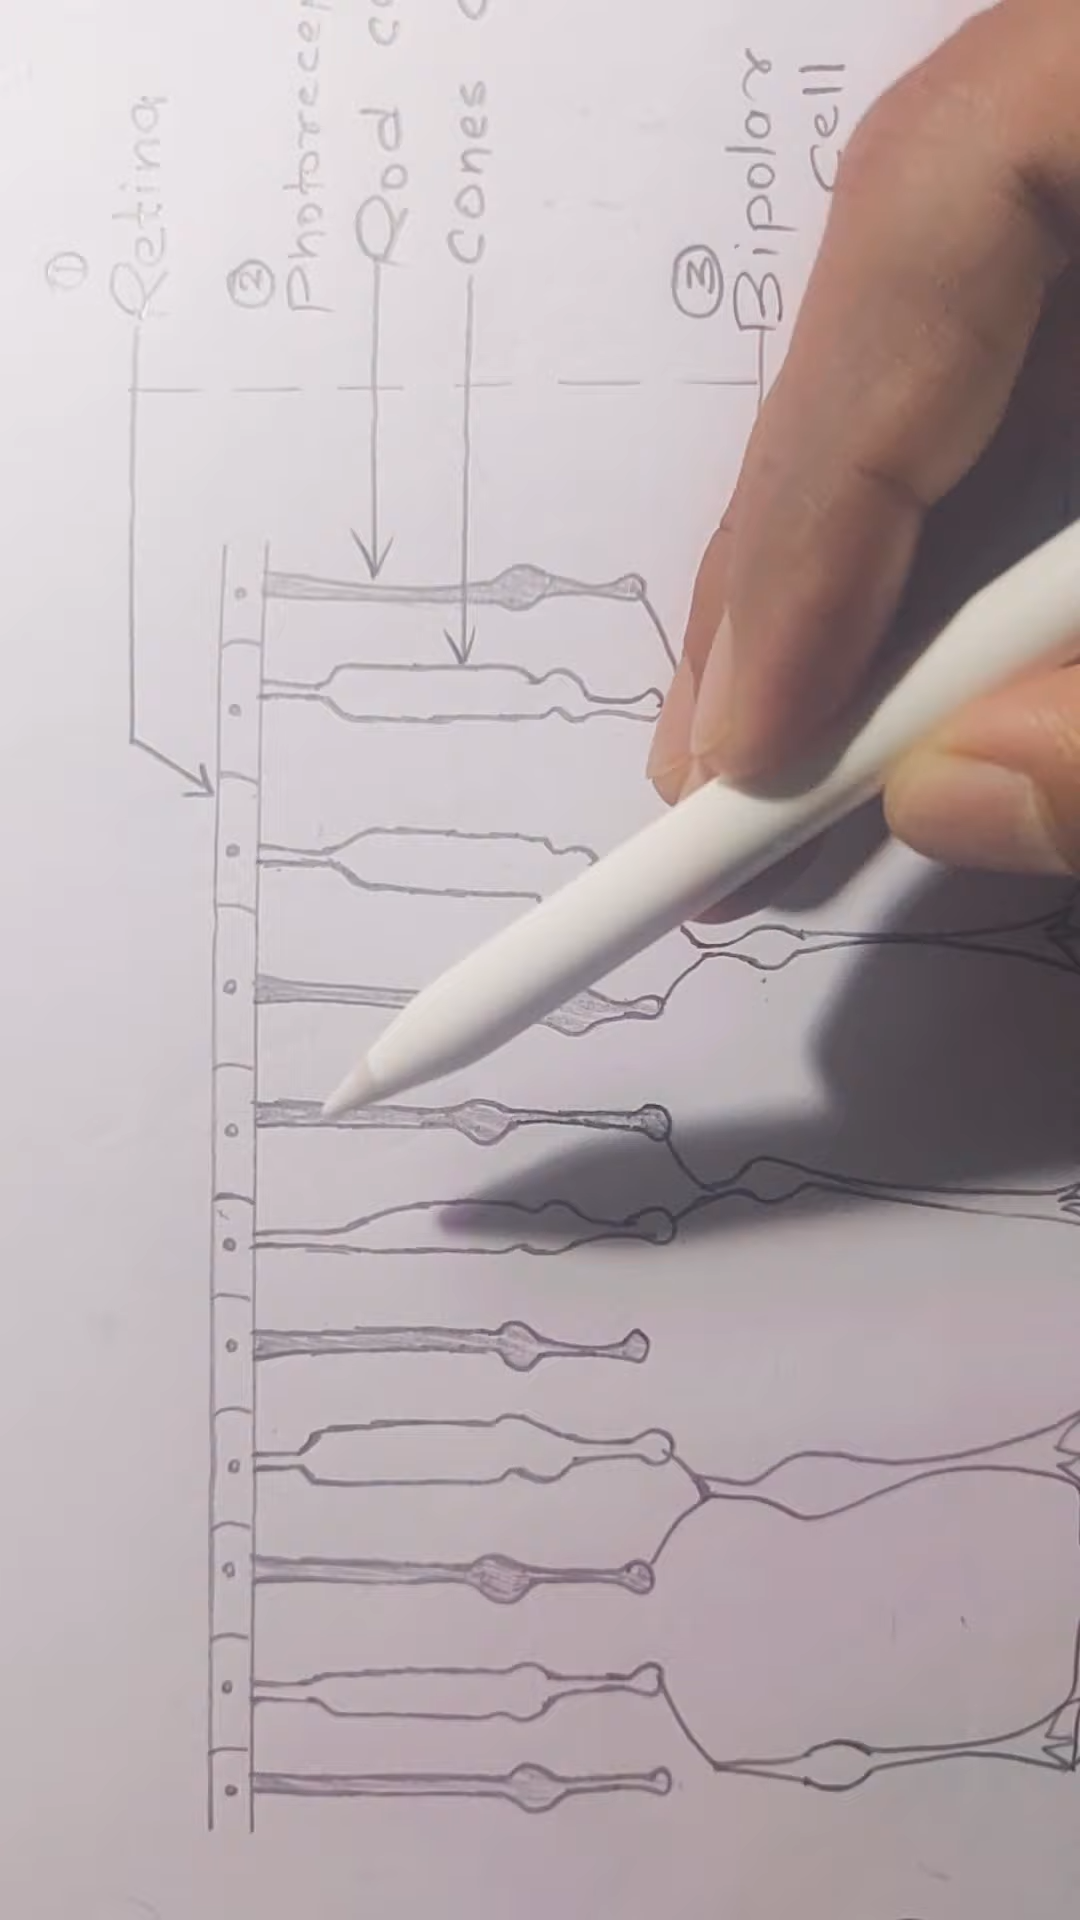 ①
Retina
②
Photorecep
Rod
Cones
③
Bipolar
Cell